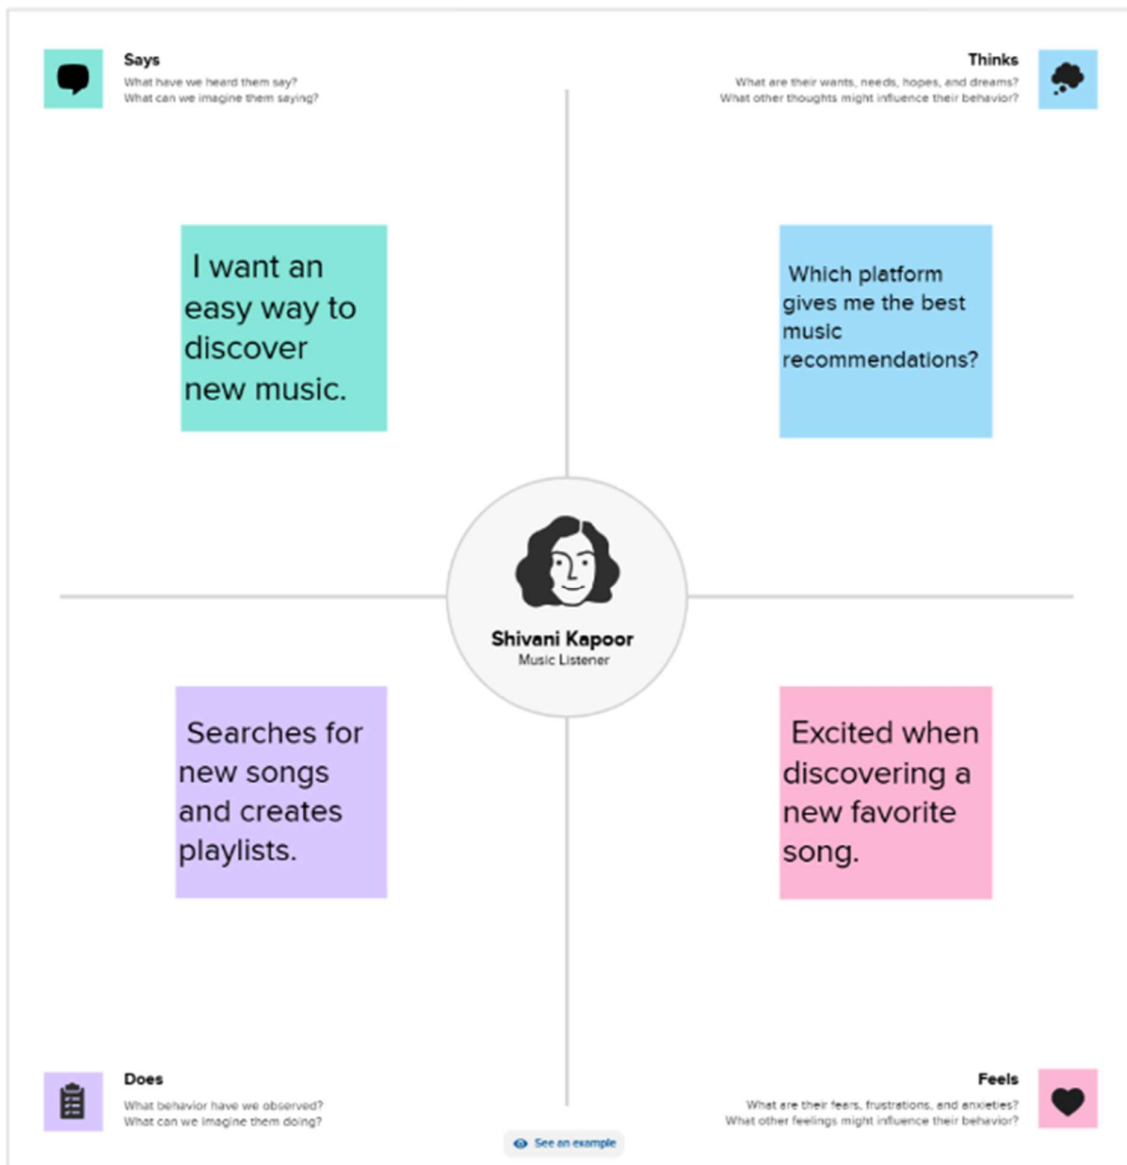 Says
What have we heard them say?
What can we imagine them saying?
Thinks
What are their wants, needs, hopes, and dreams?
What other thoughts might influence their behavior?
I want an
easy way to
discover
new music.
Which platform
gives me the best
music
recommendations?
Shivani Kapoor
Music Listener
Searches for
new songs
and creates
playlists.
Excited when
discovering a
new favorite
song.
Does
What behavior have we observed?
What can we imagine them doing?
Feels
What are their fears, frustrations, and anxieties?
What other feelings might influence their behavior?
See an example